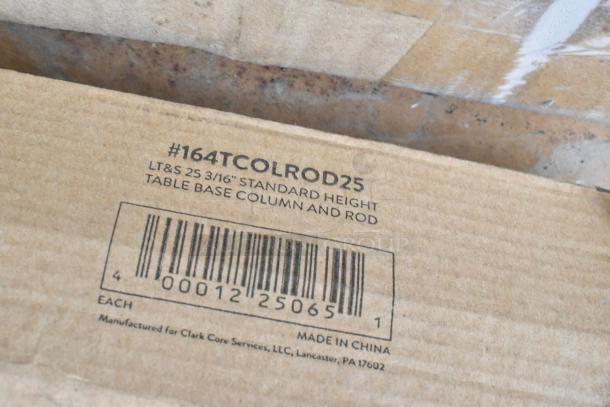 #164TCOLROD25
LT&S 25 3/16" STANDARD HEIGHT
TABLE BASE COLUMN AND ROD
4 00012 25065 1
EACH
MADE IN CHINA
Manufactured for Clark Core Services, LLC, Lancaster, PA 17602
GROUP